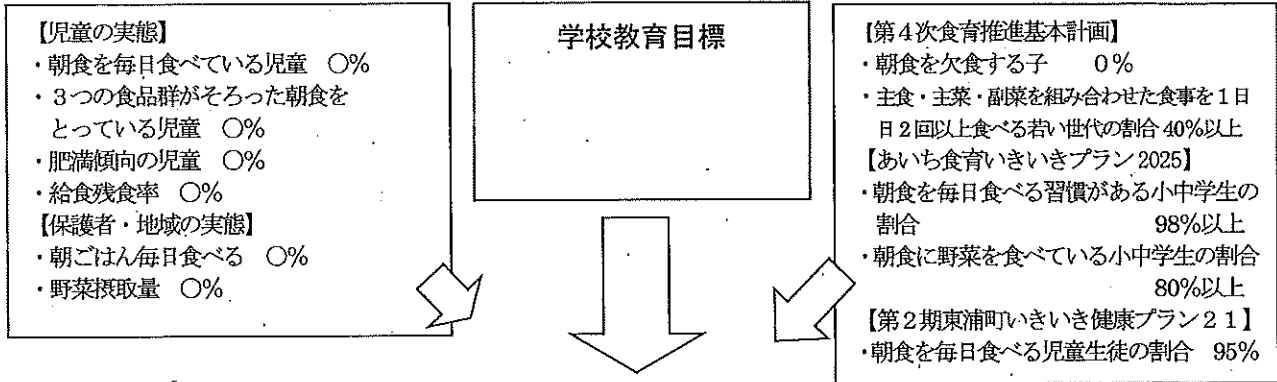 【児童の実態】
・朝食を毎日食べている児童　〇%
・３つの食品群がそろった朝食を
とっている児童　〇%
・肥満傾向の児童　〇%
・給食残食率　〇%
【保護者・地域の実態】
・朝ごはん毎日食べる　〇%
・野菜摂取量　〇%
学校教育目標
【第４次食育推進基本計画】
・朝食を欠食する子　　０%
・主食・主菜・副菜を組み合わせた食事を１日
日２回以上食べる若い世代の割合 40%以上
【あいち食育いきいきプラン 2025】
・朝食を毎日食べる習慣がある小中学生の
割合　　　　　　　　98%以上
・朝食に野菜を食べている小中学生の割合
80%以上
【第２期東浦町いきいき健康プラン２１】
・朝食を毎日食べる児童生徒の割合　95%